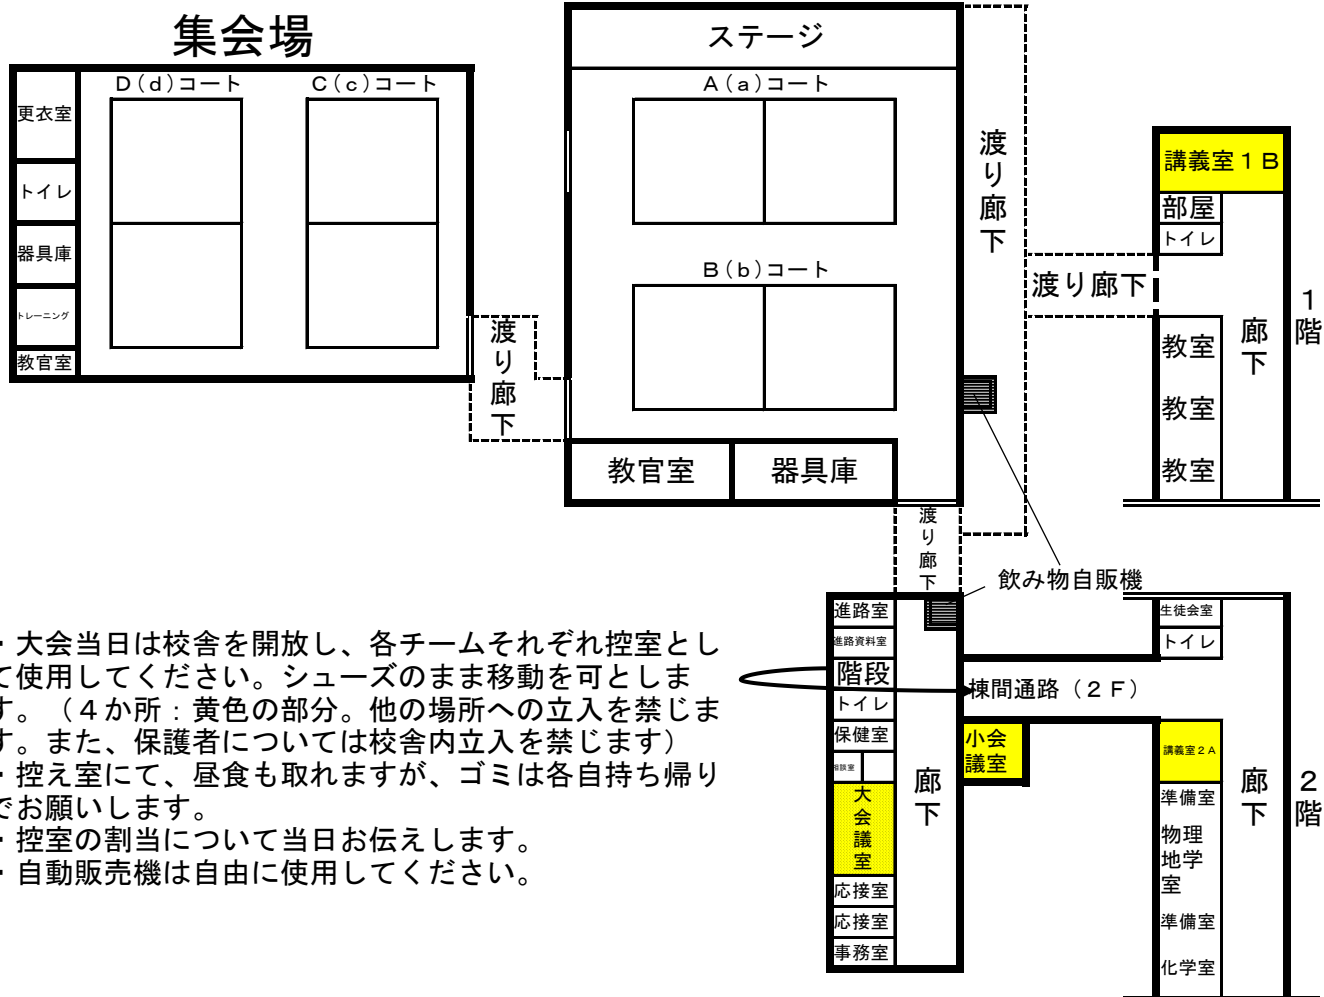 集会場
更衣室
トイレ
器具庫
トレーニング
教官室
D(d)コート
C(c)コート
渡り廊下
ステージ
A(a)コート
B(b)コート
教官室
器具庫
渡り廊下
渡り廊下
渡り廊下
飲み物自販機
講義室1B
部屋
トイレ
教室
教室
教室
廊下
1階
・大会当日は校舎を開放し、各チームそれぞれ控室とし
て使用してください。シューズのまま移動を可としま
す。(4か所:黄色の部分。他の場所への立入を禁じま
す。また、保護者については校舎内立入を禁じます)
・控え室にて、昼食も取れますが、ゴミは各自持ち帰り
でお願いします。
・控室の割当について当日お伝えします。
・自動販売機は自由に使用してください。
進路室
進路資料室
階段
トイレ
保健室
相談室
大会議室
応接室
応接室
事務室
廊下
棟間通路(2F)
小会
議室
生徒会室
トイレ
講義室2A
準備室
物理
地学
室
準備室
化学室
廊下
2階